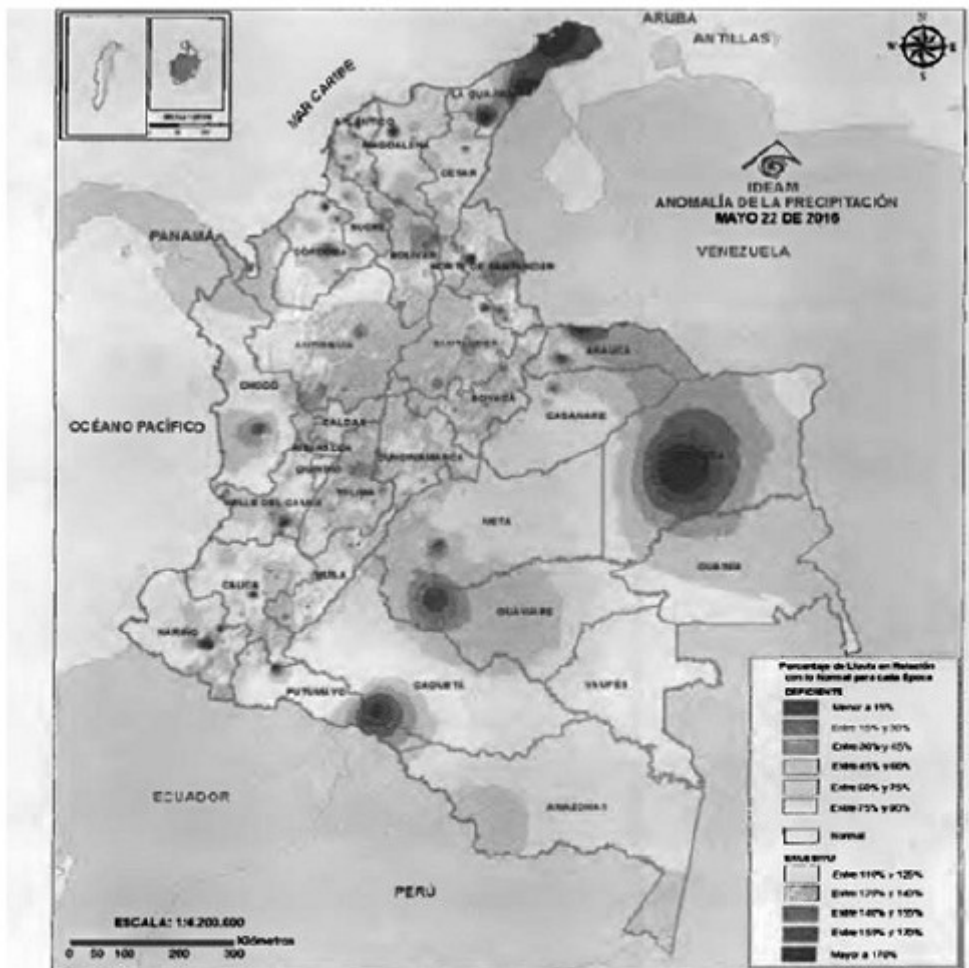 ARUBA
ANTILLAS
N
W
E
S
MAR CARIBE
LA GUA
ATLÁNTICO
MAGDALENA
CESAR
IDEAM
ANOMALÍA DE LA PRECIPITACIÓN
MAYO 22 DE 2016
PANAMÁ
SUCRE
CÓRDOBA
BOLÍVAR
NORTE DE SANTANDER
VENEZUELA
ANTIOQUIA
SANTANDER
ARAUCA
CHOCÓ
BOYACÁ
CASANARE
OCÉANO PACÍFICO
CALDAS
RISARALDA
CUNDINAMARCA
QUINDÍO
TOLIMA
VALLE DEL CAUCA
META
GUAINÍA
CAUCA
HUILA
GUAVIARE
NARIÑO
PUTUMAYO
CAQUETÁ
VAUPÉS
ECUADOR
AMAZONAS
PERÚ
Porcentaje de Lluvia en Relación
con lo Normal para cada Época
DEFICIENTE
Menor a 15%
Entre 15% y 30%
Entre 30% y 45%
Entre 45% y 60%
Entre 60% y 75%
Entre 75% y 90%
Normal
EXCESIVO
Entre 110% y 125%
Entre
Entre 140% y 155%
Entre 155% y 170%
Mayor a 170%
ESCALA: 1:4.200.000
Kilómetros
0 50 100 200 300